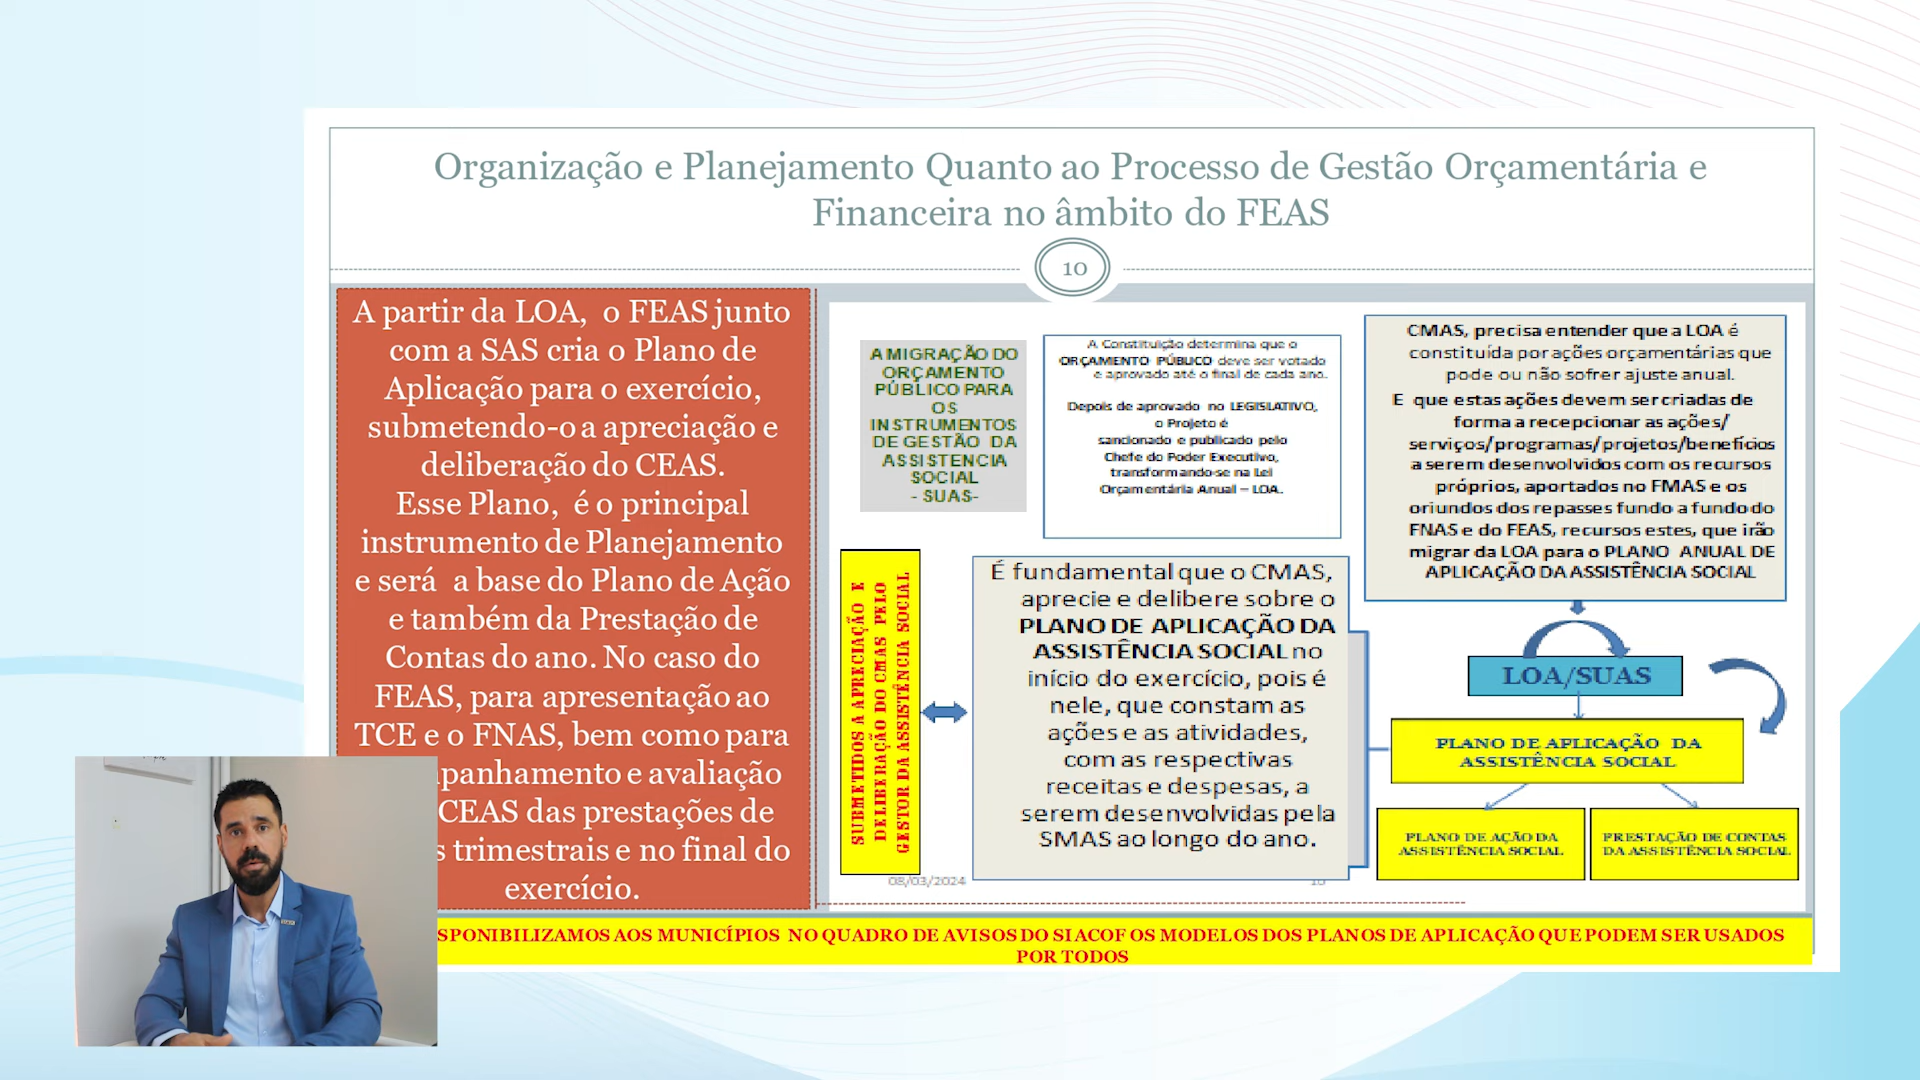 Organização e Planejamento Quanto ao Processo de Gestão Orçamentária e
Financeira no âmbito do FEAS
10
A partir da LOA, o FEAS junto
com a SAS cria o Plano de
Aplicação para o exercício,
submetendo-o a apreciação e
deliberação do CEAS.
Esse Plano, é o principal
instrumento de Planejamento
e será a base do Plano de Ação
e também da Prestação de
Contas do ano. No caso do
FEAS, para apresentação ao
TCE e o FNAS, bem como para
panhamento e avaliação
CEAS das prestações de
s trimestrais e no final do
exercício.
A MIGRAÇÃO DO
ORÇAMENTO
PÚBLICO PARA
OS
INSTRUMENTOS
DE GESTÃO DA
ASSISTENCIA
SOCIAL
- SUAS-
A Constituição determina que o
ORÇAMENTO PÚBLICO deve ser votado
e aprovado até o final de cada ano.
Depois de aprovado no LEGISLATIVO,
o Projeto é
sancionado e publicado pelo
Chefe do Poder Executivo,
transformando-se na Lei
Orçamentária Anual – LOA.
CMAS, precisa entender que a LOA é
constituída por ações orçamentárias que
pode ou não sofrer ajuste anual.
E que estas ações devem ser criadas de
forma a recepcionar as ações/
serviços/programas/projetos/benefícios
a serem desenvolvidos com os recursos
próprios, aportados no FMAS e os
oriundos dos repasses fundo a fundo do
FNAS e do FEAS, recursos estes, que irão
migrar da LOA para o PLANO ANUAL DE
APLICAÇÃO DA ASSISTÊNCIA SOCIAL
SUBMETIDOS A APRECIAÇÃO E
DELIBERAÇÃO DO CMAS PELO
GESTOR DA ASSISTÊNCIA SOCIAL
É fundamental que o CMAS,
aprecie e delibere sobre o
PLANO DE APLICAÇÃO DA
ASSISTÊNCIA SOCIAL no
início do exercício, pois é
nele, que constam as
ações e as atividades,
com as respectivas
receitas e despesas, a
serem desenvolvidas pela
SMAS ao longo do ano.
LOA/SUAS
PLANO DE APLICAÇÃO DA
ASSISTÊNCIA SOCIAL
PLANO DE AÇÃO DA
ASSISTÊNCIA SOCIAL
PRESTAÇÃO DE CONTAS
DA ASSISTÊNCIA SOCIAL
08/03/2024
10
SPONIBILIZAMOS AOS MUNICÍPIOS NO QUADRO DE AVISOS DO SIACOF OS MODELOS DOS PLANOS DE APLICAÇÃO QUE PODEM SER USADOS
POR TODOS